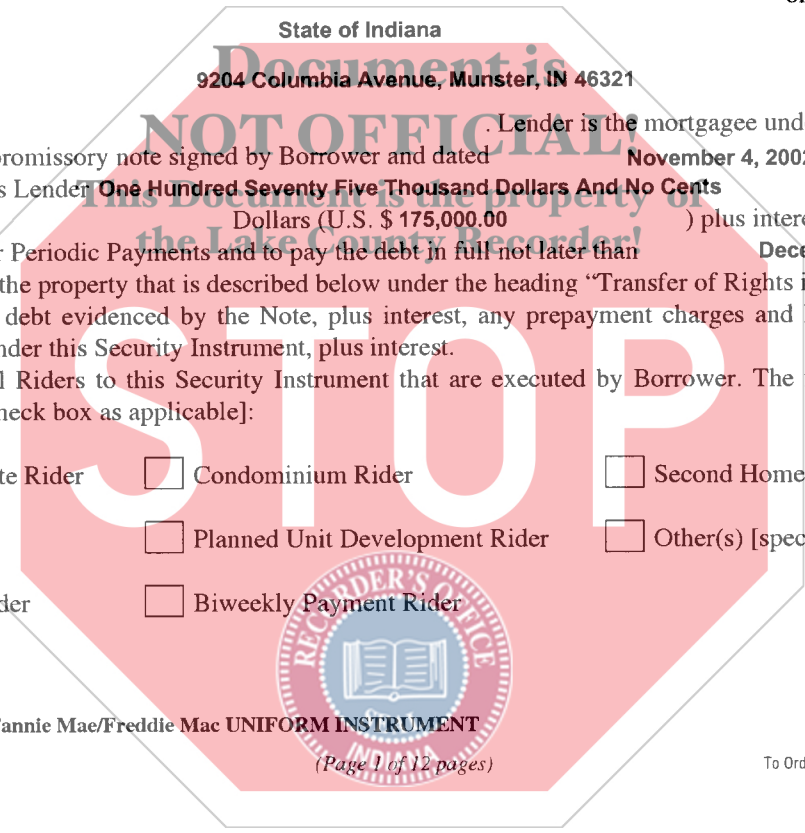 State of Indiana
Document is
9204 Columbia Avenue, Munster, IN 46321
NOT OFFICIAL!
. Lender is the mortgagee und
promissory note signed by Borrower and dated November 4, 2002
s Lender One Hundred Seventy Five Thousand Dollars And No Cents
This Document is the property of
Dollars (U.S. $ 175,000.00 ) plus intere
the Lake County Recorder!
r Periodic Payments and to pay the debt in full not later than Dece
the property that is described below under the heading “Transfer of Rights i
debt evidenced by the Note, plus interest, any prepayment charges and
nder this Security Instrument, plus interest.
l Riders to this Security Instrument that are executed by Borrower. The
heck box as applicable]:
STOP
te Rider Condominium Rider Second Home
Planned Unit Development Rider Other(s) [spec
der Biweekly Payment Rider
RECORDER'S OFFICE
SEAL
INDIANA
annie Mae/Freddie Mac UNIFORM INSTRUMENT
(Page 1 of 12 pages)
To Ord